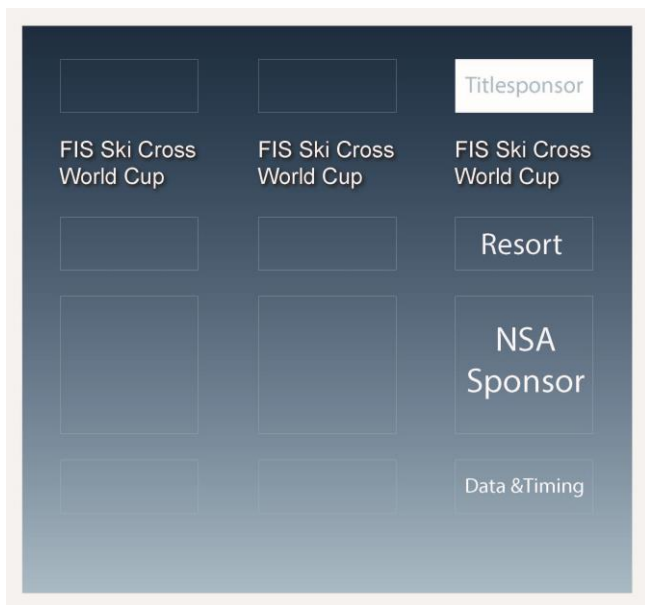 Titlesponsor
FIS Ski Cross FIS Ski Cross FIS Ski Cross
World Cup World Cup World Cup
Resort
NSA
Sponsor
Data &Timing